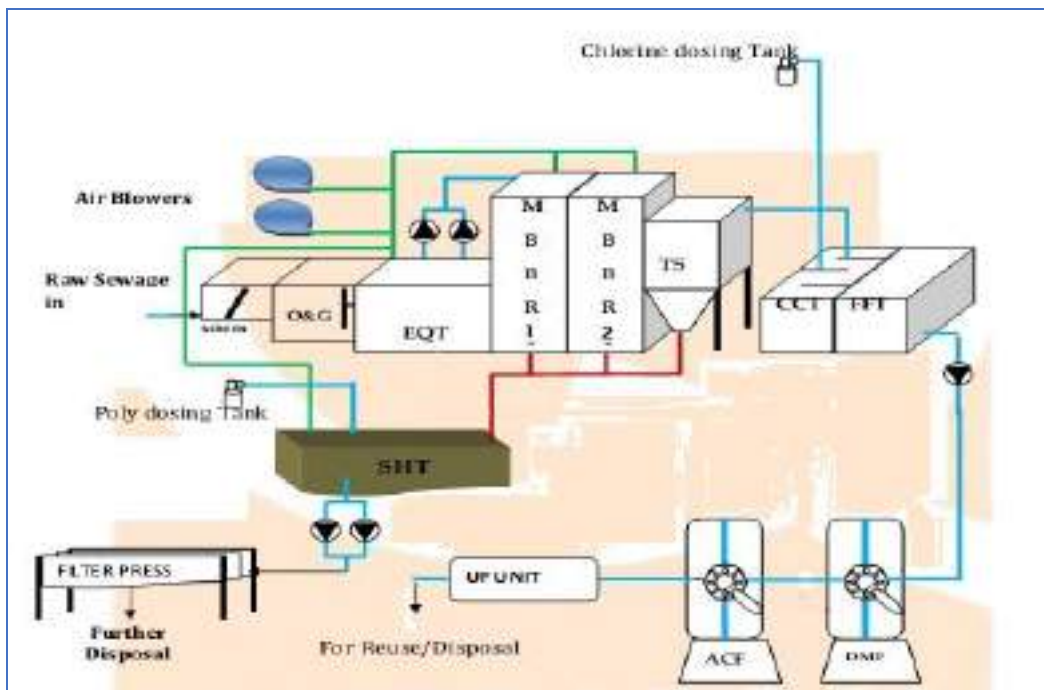 Chlorine dosing Tank
Air Blowers
Raw Sewage
in
SCREEN
O&G
EQT
M
B
B
R
1
M
B
B
R
2
TS
CCT
FFT
Poly dosing Tank
SHT
FILTER PRESS
Further
Disposal
UF UNIT
For Reuse/Disposal
ACF
DMF